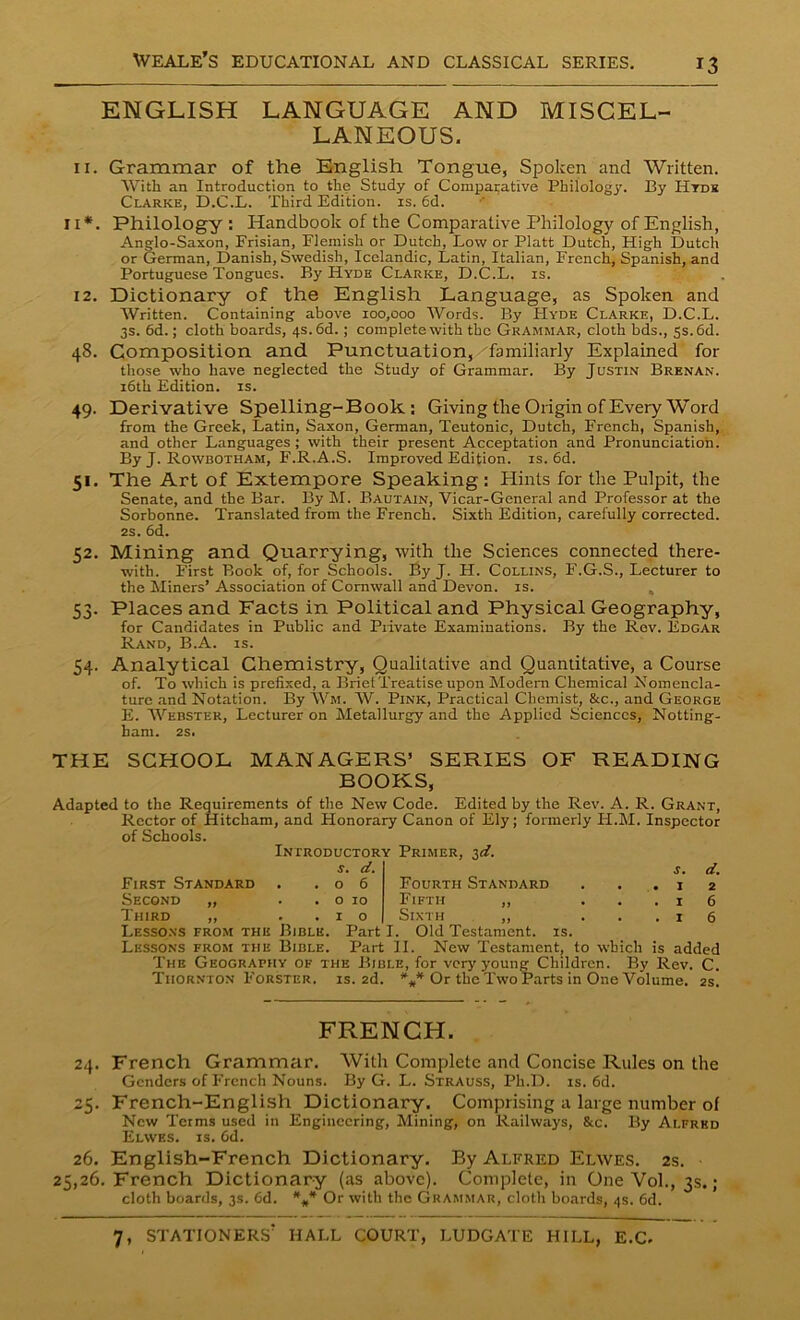 WEALE'S EDUCATIONAL AND CLASSICAL SERIES. 13
ENGLISH LANGUAGE AND MISCEL-
LANEOUS.
11. Grammar of the English Tongue, Spoken and Written.
With an Introduction to the Study of Comparative Philology. By HYDE
CLARKE, D.C.L. Third Edition. 1s. 6d.
11*. Philology: Handbook of the Comparative Philology of English,
Anglo-Saxon, Frisian, Flemish or Dutch, Low or Platt Dutch, High Dutch
or German, Danish, Swedish, Icelandic, Latin, Italian, French, Spanish, and
Portuguese Tongues. By HYDE CLARKE, D.C.L. 1s.
12. Dictionary of the English Language, as Spoken and
Written. Containing above 100,000 Words. By HYDE CLARKE, D.C.L.
3s. 6d.; cloth boards, 4s. 6d.; complete with the GRAMMAR, cloth bds., 5s. 6d.
48. Composition and Punctuation, familiarly Explained for
those who have neglected the Study of Grammar. By JUSTIN BRENAN.
16th Edition. 1s.
49. Derivative Spelling-Book: Giving the Origin of Every Word
from the Greek, Latin, Saxon, German, Teutonic, Dutch, French, Spanish,
and other Languages; with their present Acceptation and Pronunciation.
By J. ROWBOTHAM, F.R.A.S. Improved Edition. 1s. 6d.
51. The Art of Extempore Speaking: Hints for the Pulpit, the
Senate, and the Bar. By M. BAUTAIN, Vicar-General and Professor at the
Sorbonne. Translated from the French. Sixth Edition, carefully corrected.
2s. 6d.
52. Mining and Quarrying, with the Sciences connected there-
with. First Book of, for Schools. By J. H. COLLINS, F.G.S., Lecturer to
the Miners' Association of Cornwall and Devon. 1s.
53. Places and Facts in Political and Physical Geography,
for Candidates in Public and Private Examinations. By the Rev. EDGAR
RAND, B.A. 1s.
54. Analytical Chemistry, Qualitative and Quantitative, a Course
of. To which is prefixed, a Brief Treatise upon Modern Chemical Nomencla-
ture and Notation. By WM. W. PINK, Practical Chemist, &c., and GEORGE
E. WEBSTER, Lecturer on Metallurgy and the Applied Sciences, Notting-
ham. 2s.
THE SCHOOL MANAGERS' SERIES OF READING
BOOKS,
Adapted to the Requirements of the New Code. Edited by the Rev. A. R. GRANT,
Rector of Hitcham, and Honorary Canon of Ely; formerly H.M. Inspector
of Schools.
INTRODUCTORY PRIMER, 3d.
s. d. s. d.
FIRST STANDARD . . 0 6 FOURTH STANDARD . . . 1 2
SECOND ,, . . 0 10 FIFTH ,, . . . 1 6
THIRD ,, . . 1 0 SIXTH ,, . . . 1 6
LESSONS FROM THE BIBLE. Part I. Old Testament. 1s.
LESSONS FROM THE BIBLE. Part II. New Testament, to which is added
THE GEOGRAPHY OF THE BIBLE, for very young Children. By Rev. C.
THORNTON FORSTER. 1s. 2d. *** Or the Two Parts in One Volume. 2s.
FRENCH.
24. French Grammar. With Complete and Concise Rules on the
Genders of French Nouns. By G. L. STRAUSS, Ph.D. 1s. 6d.
25. French-English Dictionary. Comprising a large number of
New Terms used in Engineering, Mining, on Railways, &c. By ALFRED
ELWES. 1s. 6d.
26. English-French Dictionary. By ALFRED ELWES. 2s.
25,26. French Dictionary (as above). Complete, in One Vol., 3s.;
cloth boards, 3s. 6d. *** Or with the GRAMMAR, cloth boards, 4s. 6d.
7, STATIONERS' HALL COURT, LUDGATE HILL, E.C.